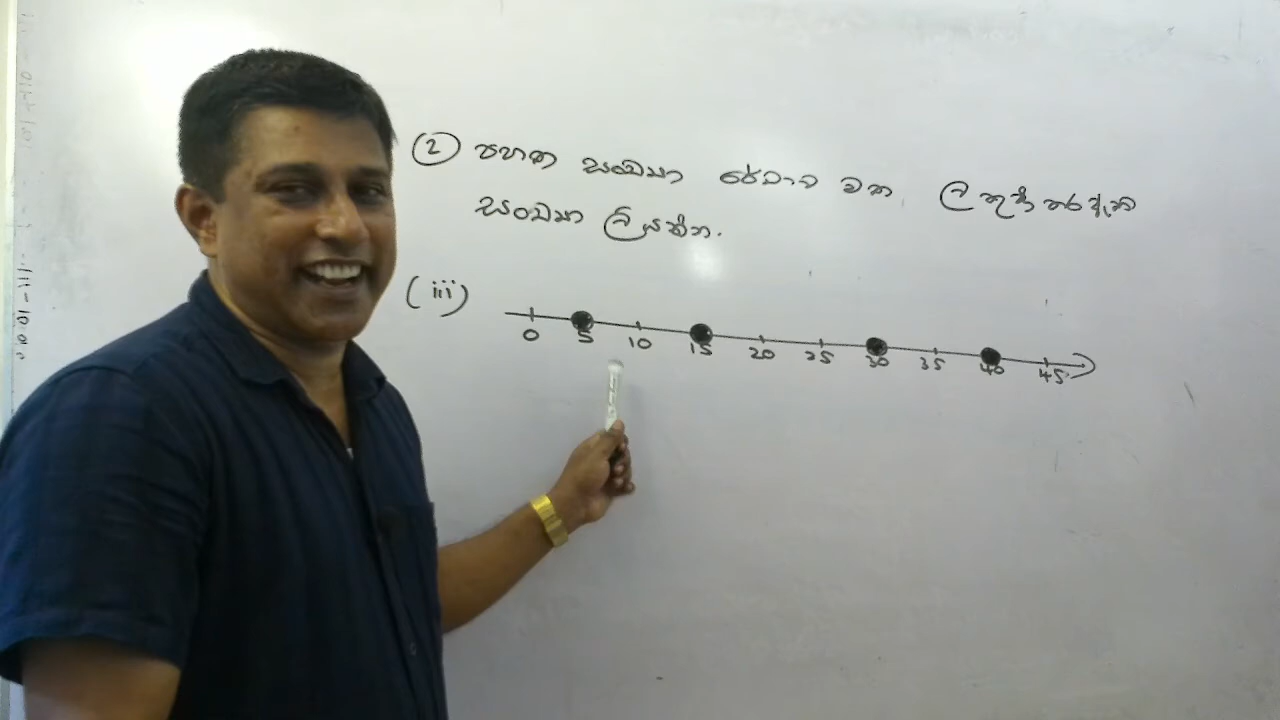 ② පහත සංඛ්‍යා රේඛාව මත ලකුණු කර ඇති
සංඛ්‍යා ලියන්න.
(iii)
0 5 10 15 20 25 30 35 40 45